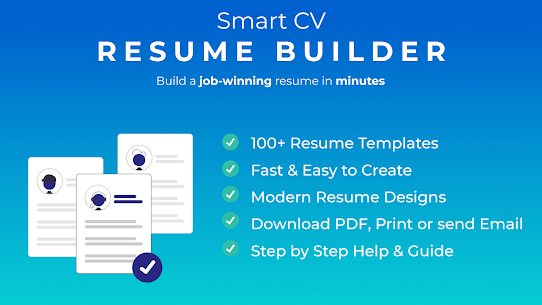 Smart CV
RESUME BUILDER
Build a job-winning resume in minutes
100+ Resume Templates
Fast & Easy to Create
Modern Resume Designs
Download PDF, Print or send Email
Step by Step Help & Guide